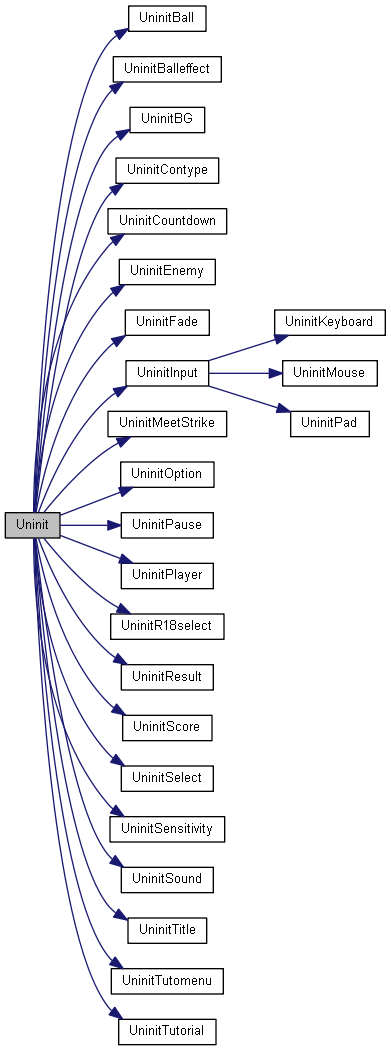 UninitBall
UninitBalleffect
UninitBG
UninitContype
UninitCountdown
UninitEnemy
UninitFade
UninitInput
UninitKeyboard
UninitMouse
UninitPad
UninitMeetStrike
UninitOption
Uninit
UninitPause
UninitPlayer
UninitR18select
UninitResult
UninitScore
UninitSelect
UninitSensitivity
UninitSound
UninitTitle
UninitTutomenu
UninitTutorial